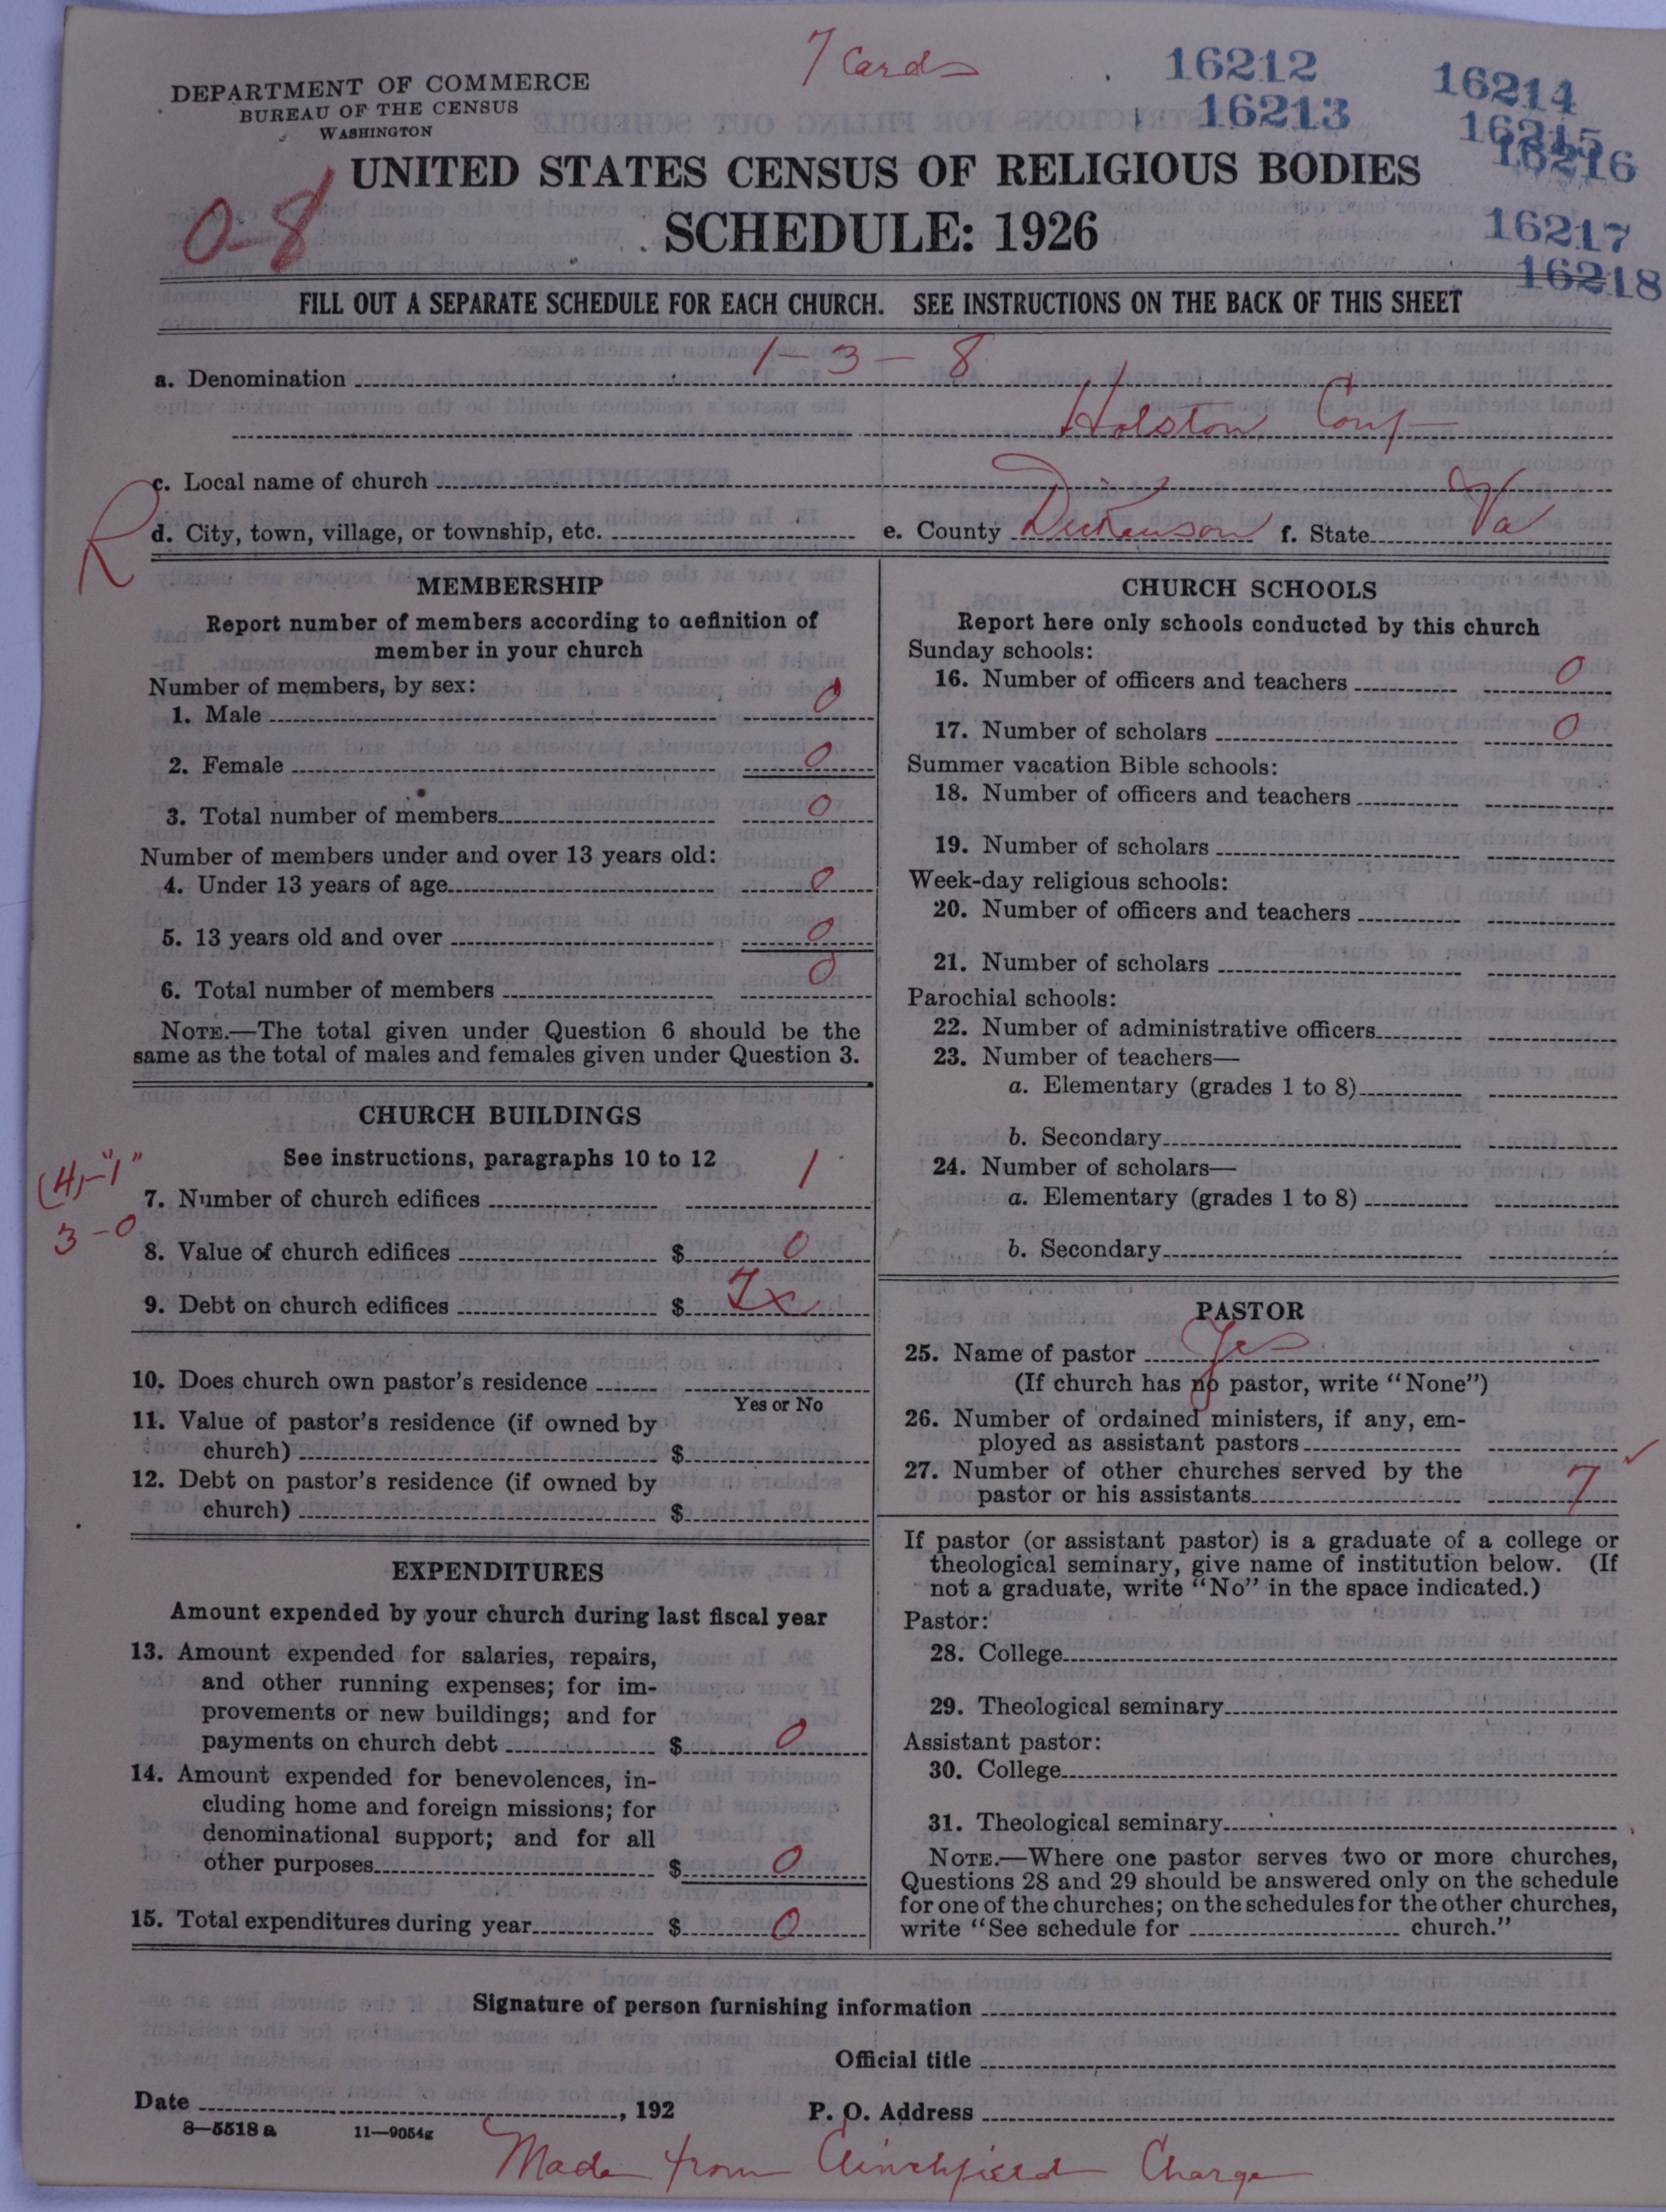 7 Cards
16212
16213
16214
16215
16216
16217
16218
DEPARTMENT OF COMMERCE
BUREAU OF THE CENSUS
WASHINGTON
UNITED STATES CENSUS OF RELIGIOUS BODIES
0-8
SCHEDULE: 1926
FILL OUT A SEPARATE SCHEDULE FOR EACH CHURCH. SEE INSTRUCTIONS ON THE BACK OF THIS SHEET
a. Denomination 1-3-8
Holston Conf
c. Local name of church
R
d. City, town, village, or township, etc. e. County Dickenson f. State Va
MEMBERSHIP
Report number of members according to definition of
member in your church
Number of members, by sex:
1. Male 0
2. Female 0
3. Total number of members 0
Number of members under and over 13 years old:
4. Under 13 years of age 0
5. 13 years old and over 0
6. Total number of members 0
NOTE.—The total given under Question 6 should be the
same as the total of males and females given under Question 3.
CHURCH BUILDINGS
See instructions, paragraphs 10 to 12
(4)-"1"
7. Number of church edifices 1
3-0
8. Value of church edifices $ 0
9. Debt on church edifices $
10. Does church own pastor's residence
Yes or No
11. Value of pastor's residence (if owned by
church) $
12. Debt on pastor's residence (if owned by
church) $
EXPENDITURES
Amount expended by your church during last fiscal year
13. Amount expended for salaries, repairs,
and other running expenses; for im-
provements or new buildings; and for
payments on church debt $ 0
14. Amount expended for benevolences, in-
cluding home and foreign missions; for
denominational support; and for all
other purposes $ 0
15. Total expenditures during year $ 0
CHURCH SCHOOLS
Report here only schools conducted by this church
Sunday schools:
16. Number of officers and teachers 0
17. Number of scholars 0
Summer vacation Bible schools:
18. Number of officers and teachers
19. Number of scholars
Week-day religious schools:
20. Number of officers and teachers
21. Number of scholars
Parochial schools:
22. Number of administrative officers
23. Number of teachers—
a. Elementary (grades 1 to 8)
b. Secondary
24. Number of scholars—
a. Elementary (grades 1 to 8)
b. Secondary
PASTOR
25. Name of pastor Yes
(If church has no pastor, write "None")
26. Number of ordained ministers, if any, em-
ployed as assistant pastors
27. Number of other churches served by the
pastor or his assistants 7 ✓
If pastor (or assistant pastor) is a graduate of a college or
theological seminary, give name of institution below. (If
not a graduate, write "No" in the space indicated.)
Pastor:
28. College
29. Theological seminary
Assistant pastor:
30. College
31. Theological seminary
NOTE.—Where one pastor serves two or more churches,
Questions 28 and 29 should be answered only on the schedule
for one of the churches; on the schedules for the other churches,
write "See schedule for church."
Signature of person furnishing information
Official title
Date , 192 P. O. Address
8—5518 a 11—9054g
Made from Clinchfield Charge